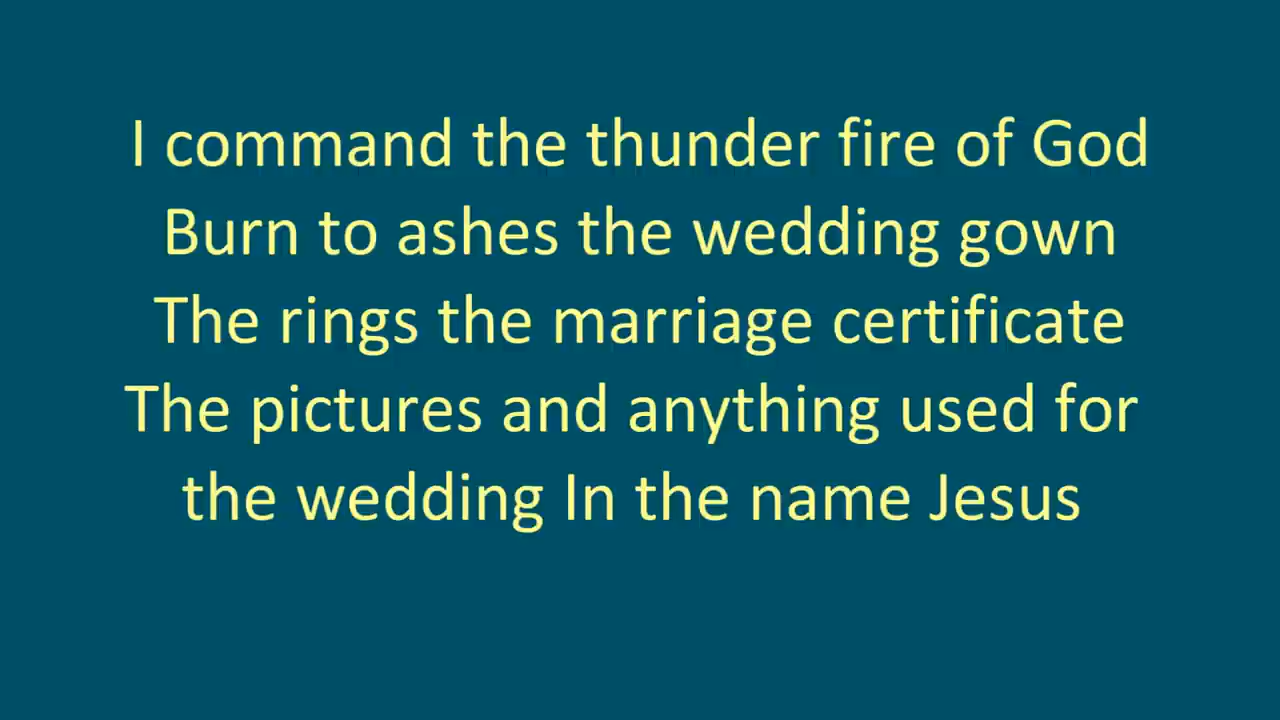 I command the thunder fire of God
Burn to ashes the wedding gown
The rings the marriage certificate
The pictures and anything used for
the wedding In the name Jesus